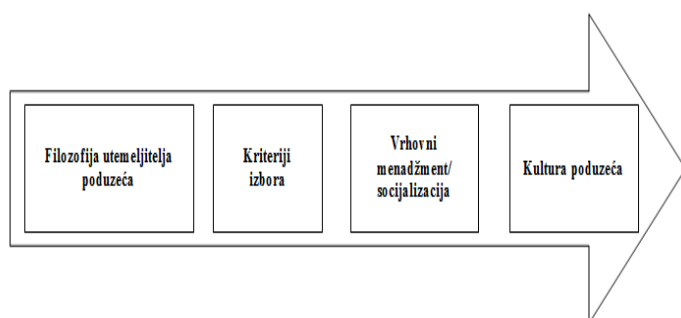 Filozofija utemeljitelja
poduzeća
Kriteriji
izbora
Vrhovni
menadžment/
socijalizacija
Kultura poduzeća